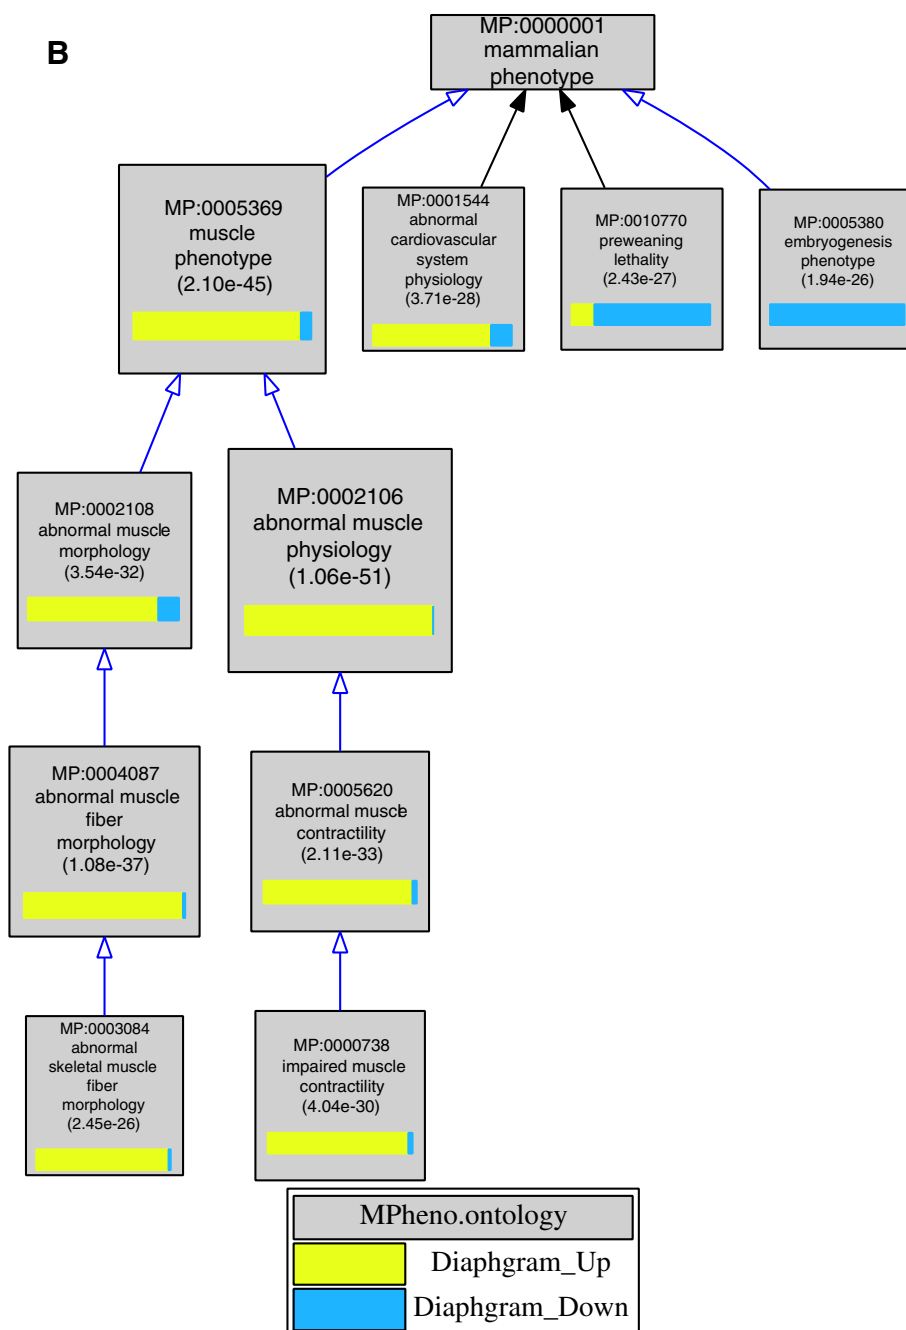 B
MP:0000001
mammalian
phenotype
MP:0005369
muscle
phenotype
(2.10e-45)
MP:0001544
abnormal
cardiovascular
system
physiology
(3.71e-28)
MP:0010770
preweaning
lethality
(2.43e-27)
MP:0005380
embryogenesis
phenotype
(1.94e-26)
MP:0002108
abnormal muscle
morphology
(3.54e-32)
MP:0002106
abnormal muscle
physiology
(1.06e-51)
MP:0004087
abnormal muscle
fiber
morphology
(1.08e-37)
MP:0005620
abnormal muscle
contractility
(2.11e-33)
MP:0003084
abnormal
skeletal muscle
fiber
morphology
(2.45e-26)
MP:0000738
impaired muscle
contractility
(4.04e-30)
MPheno.ontology
Diaphgram_Up
Diaphgram_Down